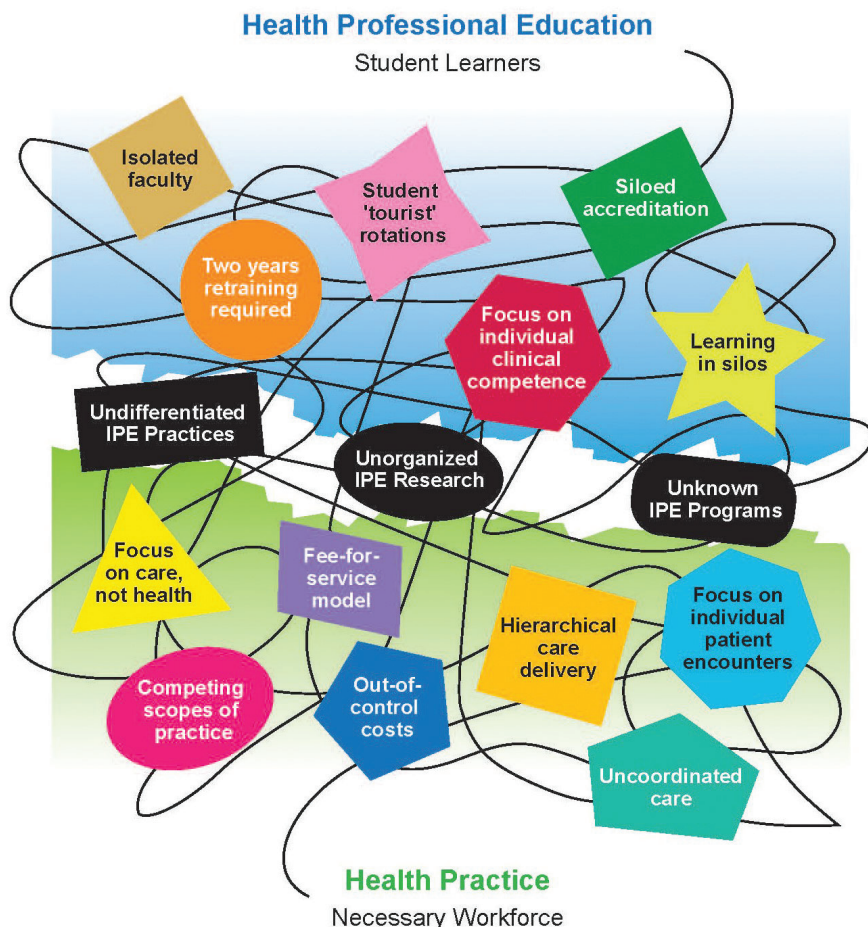 Health Professional Education
Student Learners
Isolated
faculty
Student
'tourist'
rotations
Siloed
accreditation
Two years
retraining
required
Focus on
individual
clinical
competence
Learning
in silos
Undifferentiated
IPE Practices
Unorganized
IPE Research
Unknown
IPE Programs
Focus
on care,
not health
Fee-for-
service
model
Hierarchical
care
delivery
Focus on
individual
patient
encounters
Competing
scopes of
practice
Out-of-
control
costs
Uncoordinated
care
Health Practice
Necessary Workforce